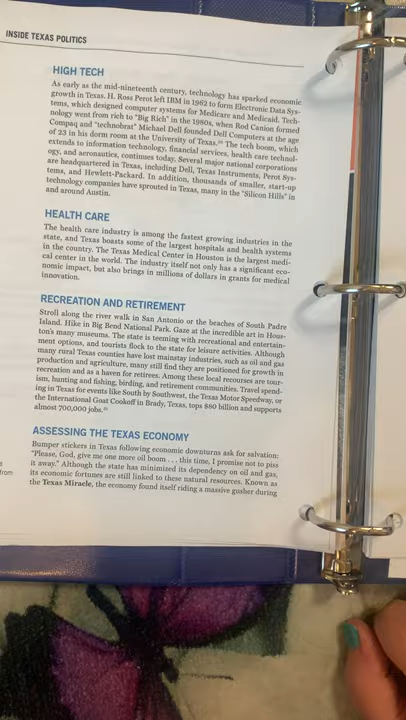 INSIDE TEXAS POLITICS
HIGH TECH
As early as the mid-nineteenth century, technology has sparked economic
growth in Texas. H. Ross Perot left IBM in 1962 to form Electronic Data Sys-
tems, which designed computer systems for Medicare and Medicaid. Tech-
nology went from rich to "Big Rich" in the 1980s, when Rod Canion formed
Compaq and "technobrat" Michael Dell founded Dell Computers at the age
of 23 in his dorm room at the University of Texas. The tech boom, which
extends to information technology, financial services, health care technol-
ogy, and aeronautics, continues today. Several major national corporations
are headquartered in Texas, including Dell, Texas Instruments, Perot Sys-
tems, and Hewlett-Packard. In addition, thousands of smaller, start-up
technology companies have sprouted in Texas, many in the "Silicon Hills" in
and around Austin.
HEALTH CARE
The health care industry is among the fastest growing industries in the
state, and Texas boasts some of the largest hospitals and health systems
in the country. The Texas Medical Center in Houston is the largest medi-
cal center in the world. The industry itself not only has a significant eco-
nomic impact, but also brings in millions of dollars in grants for medical
innovation.
RECREATION AND RETIREMENT
Stroll along the river walk in San Antonio or the beaches of South Padre
Island. Hike in Big Bend National Park. Gaze at the incredible art in Hous-
ton's many museums. The state is teeming with recreational and entertain-
ment options, and tourists flock to the state for leisure activities. Although
many rural Texas counties have lost mainstay industries, such as oil and gas
production and agriculture, many still find they are positioned for growth in
recreation and as a haven for retirees. Among these local recourses are tour-
ism, hunting and fishing, birding, and retirement communities. Travel spend-
ing in Texas for events like South by Southwest, the Texas Motor Speedway, or
the International Goat Cookoff in Brady, Texas, tops $80 billion and supports
almost 700,000 jobs.
ASSESSING THE TEXAS ECONOMY
Bumper stickers in Texas following economic downturns ask for salvation:
"Please, God, give me one more oil boom . . . this time, I promise not to piss
it away." Although the state has minimized its dependency on oil and gas,
its economic fortunes are still linked to these natural resources. Known as
the Texas Miracle, the economy found itself riding a massive gusher during
from